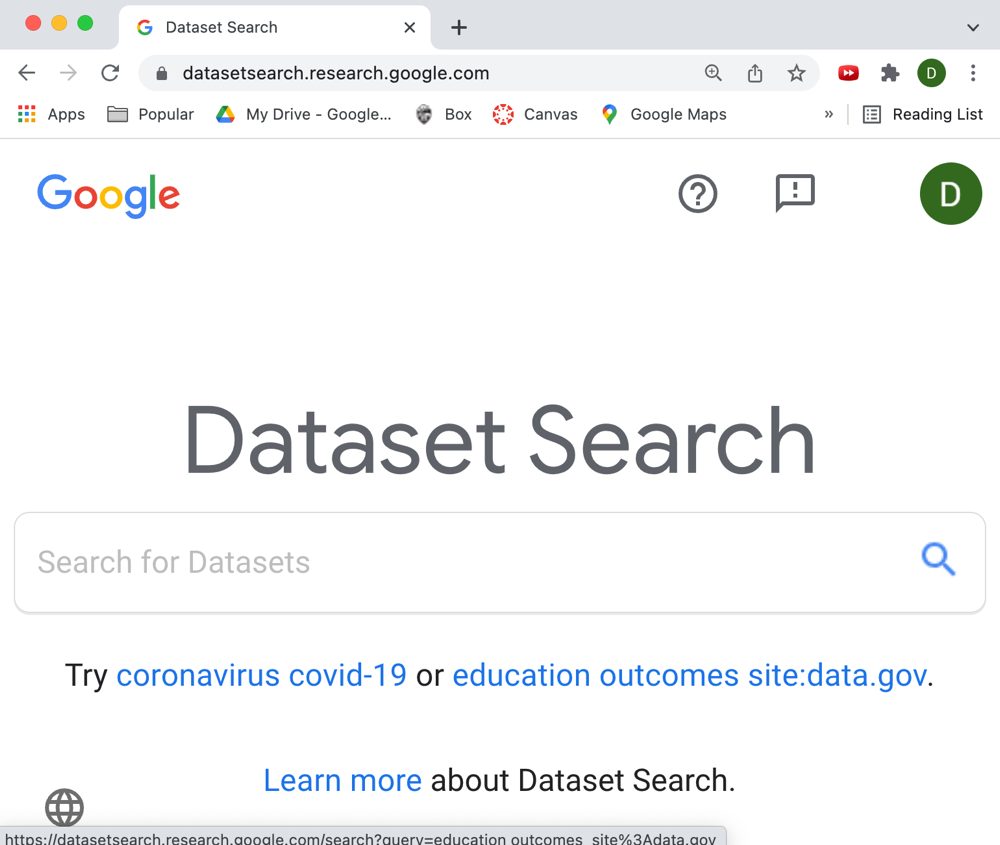 Dataset Search
datasetsearch.research.google.com
D
Apps Popular My Drive - Google... Box Canvas Google Maps » Reading List
Google
D
Dataset Search
Search for Datasets
Try coronavirus covid-19 or education outcomes site:data.gov.
Learn more about Dataset Search.
https://datasetsearch.research.google.com/search?query=education outcomes site%3Adata.gov